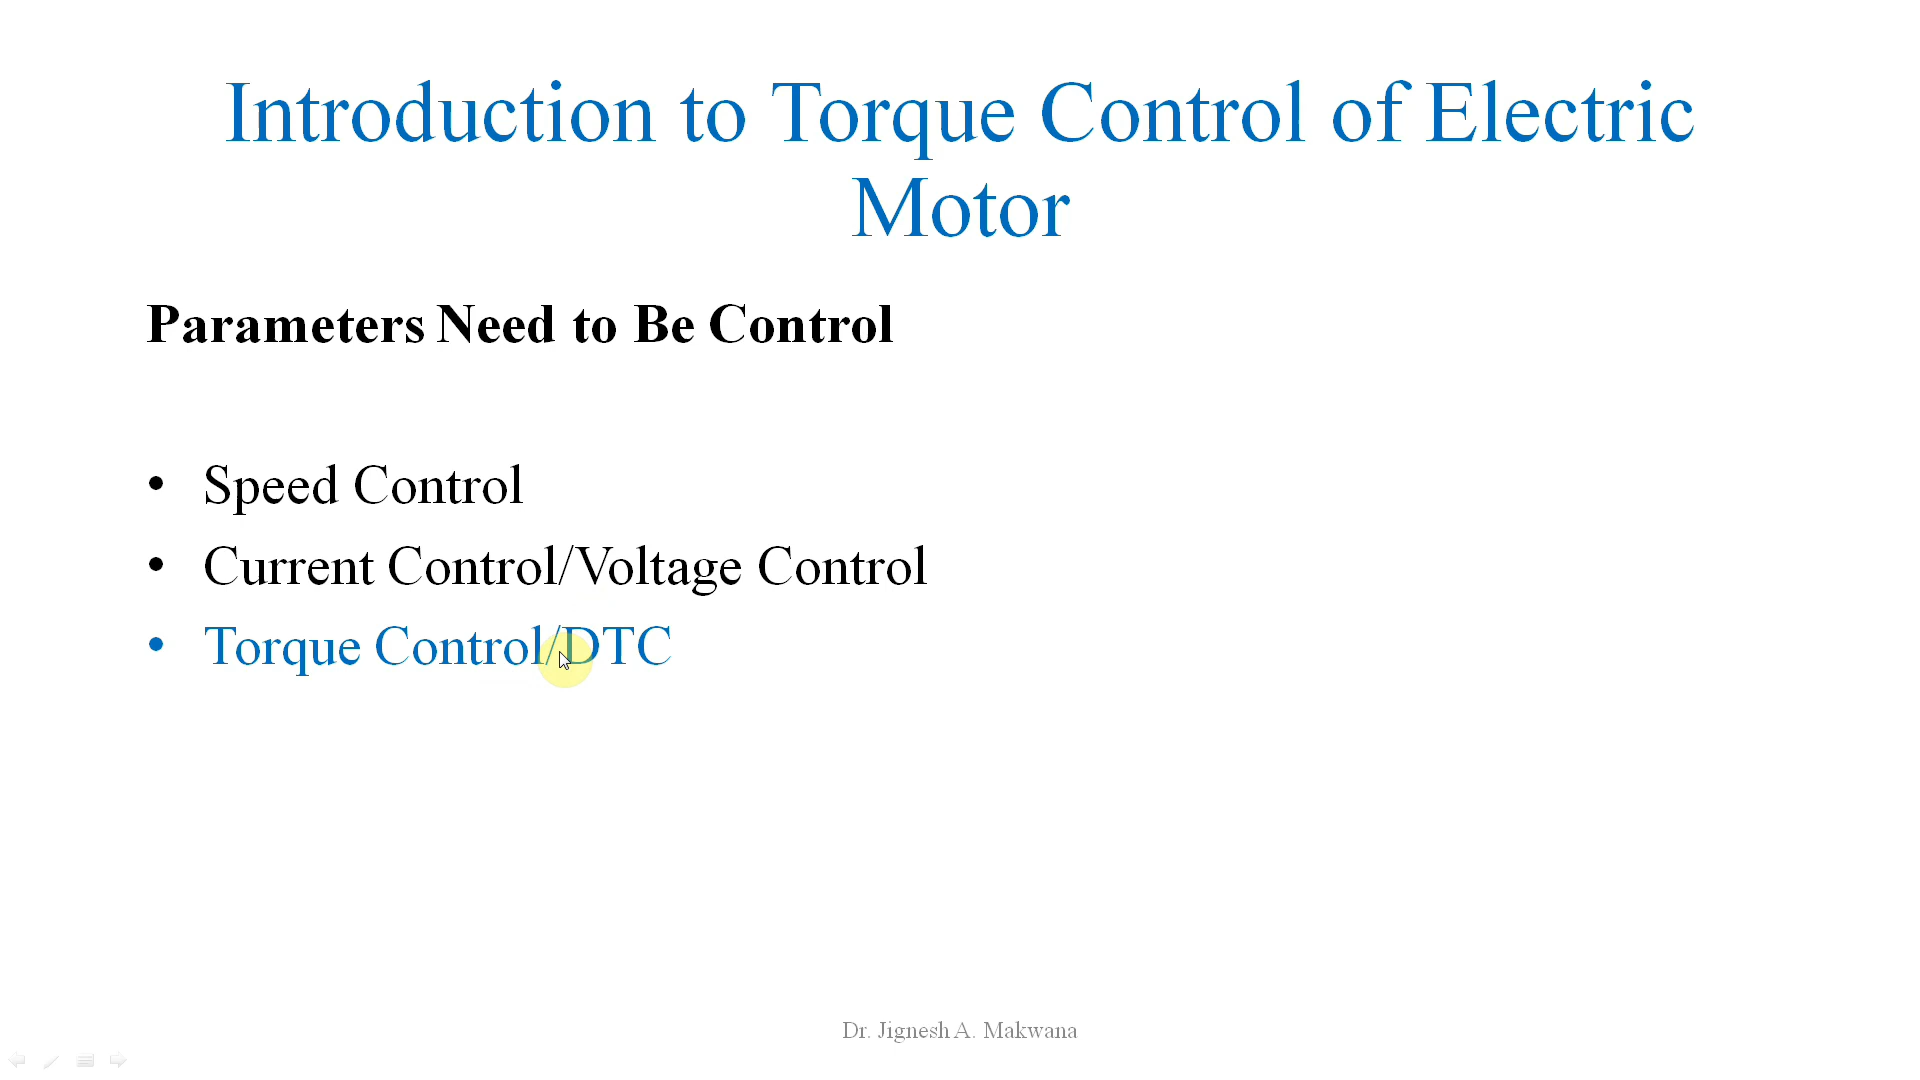 Introduction to Torque Control of Electric
Motor
Parameters Need to Be Control
• Speed Control
• Current Control/Voltage Control
• Torque Control/DTC
Dr. Jignesh A. Makwana